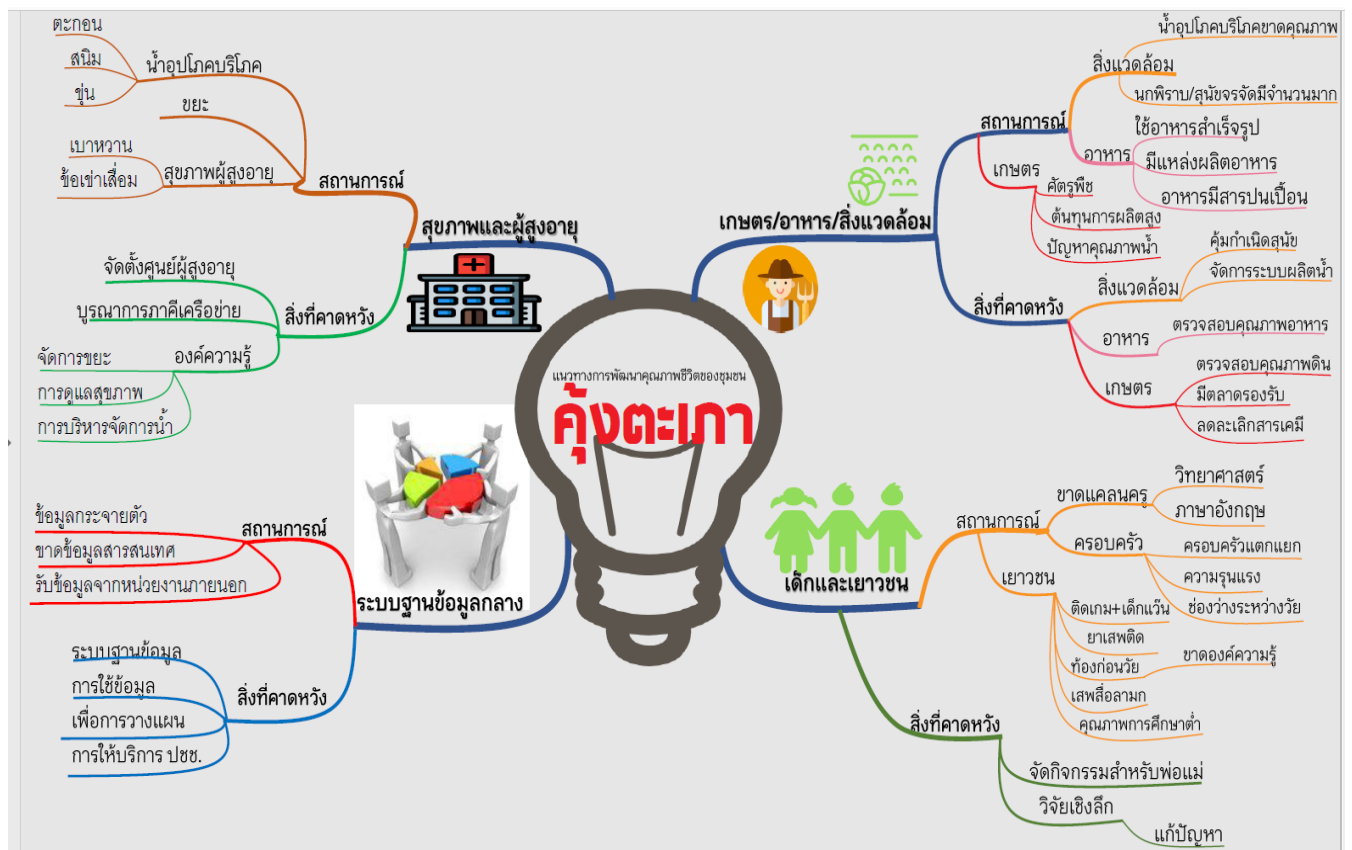 แนวทางการพัฒนาคุณภาพชีวิตของชุมชน
คุ้งตะเภา
สุขภาพและผู้สูงอายุ
สถานการณ์
น้ำอุปโภคบริโภค
ตะกอน
สนิม
ขุ่น
ขยะ
สุขภาพผู้สูงอายุ
เบาหวาน
ข้อเข่าเสื่อม
สิ่งที่คาดหวัง
จัดตั้งศูนย์ผู้สูงอายุ
บูรณาการภาคีเครือข่าย
องค์ความรู้
จัดการขยะ
การดูแลสุขภาพ
การบริหารจัดการน้ำ
ระบบฐานข้อมูลกลาง
สถานการณ์
ข้อมูลกระจายตัว
ขาดข้อมูลสารสนเทศ
รับข้อมูลจากหน่วยงานภายนอก
สิ่งที่คาดหวัง
ระบบฐานข้อมูล
การใช้ข้อมูล
เพื่อการวางแผน
การให้บริการ ปชช.
เกษตร/อาหาร/สิ่งแวดล้อม
สถานการณ์
สิ่งแวดล้อม
น้ำอุปโภคบริโภคขาดคุณภาพ
นกพิราบ/สุนัขจรจัดมีจำนวนมาก
อาหาร
ใช้อาหารสำเร็จรูป
มีแหล่งผลิตอาหาร
อาหารมีสารปนเปื้อน
เกษตร
ศัตรูพืช
ต้นทุนการผลิตสูง
ปัญหาคุณภาพน้ำ
สิ่งที่คาดหวัง
สิ่งแวดล้อม
คุ้มกำเนิดสุนัข
จัดการระบบผลิตน้ำ
อาหาร
ตรวจสอบคุณภาพอาหาร
เกษตร
ตรวจสอบคุณภาพดิน
มีตลาดรองรับ
ลดละเลิกสารเคมี
เด็กและเยาวชน
สถานการณ์
ขาดแคลนครู
วิทยาศาสตร์
ภาษาอังกฤษ
ครอบครัว
ครอบครัวแตกแยก
ความรุนแรง
ช่องว่างระหว่างวัย
เยาวชน
ติดเกม+เด็กแว๊น
ยาเสพติด
ท้องก่อนวัย
ขาดองค์ความรู้
เสพสื่อลามก
คุณภาพการศึกษาต่ำ
สิ่งที่คาดหวัง
จัดกิจกรรมสำหรับพ่อแม่
วิจัยเชิงลึก
แก้ปัญหา